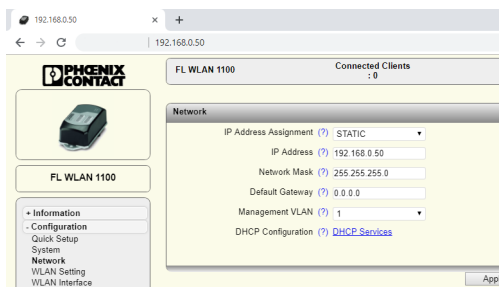 192.168.0.50
192.168.0.50
PHŒNIX
CONTACT
FL WLAN 1100
Connected Clients
: 0
Network
IP Address Assignment (?) STATIC
IP Address (?) 192.168.0.50
Network Mask (?) 255.255.255.0
Default Gateway (?) 0.0.0.0
Management VLAN (?) 1
DHCP Configuration (?) DHCP Services
App
FL WLAN 1100
+ Information
- Configuration
Quick Setup
System
Network
WLAN Setting
WLAN Interface